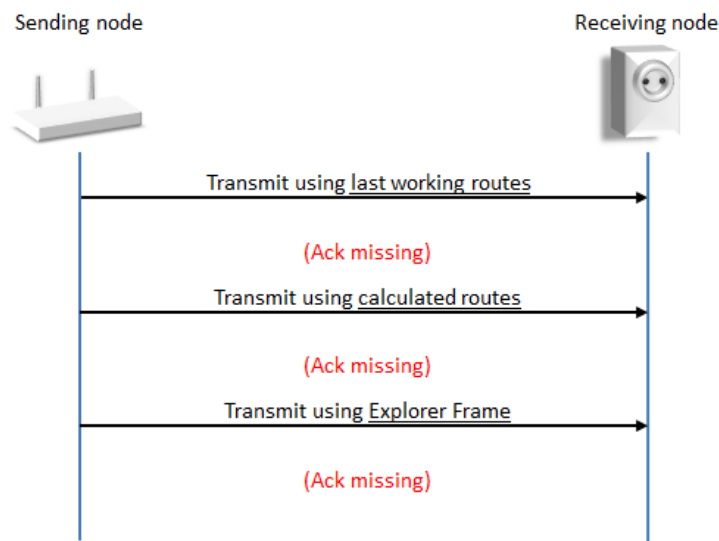 Sending node
Receiving node
Transmit using last working routes
(Ack missing)
Transmit using calculated routes
(Ack missing)
Transmit using Explorer Frame
(Ack missing)